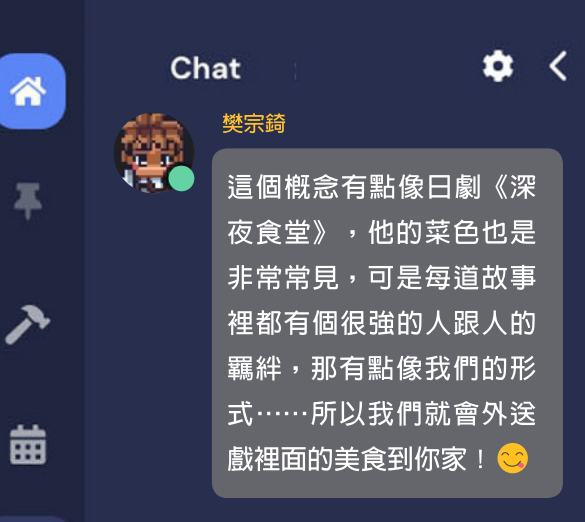 Chat
樊宗錡
這個概念有點像日劇《深
夜食堂》，他的菜色也是
非常常見，可是每道故事
裡都有個很強的人跟人的
羈絆，那有點像我們的形
式⋯⋯所以我們就會外送
戲裡面的美食到你家！😋